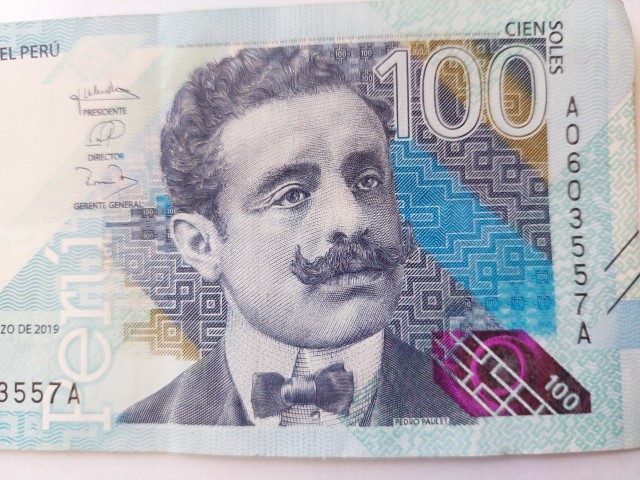 EL PERÚ
PRESIDENTE
DIRECTOR
GERENTE GENERAL
ZO DE 2019
3557A
Perú
CIEN
SOLES
100
A0603557A
PEDRO PAULET
100